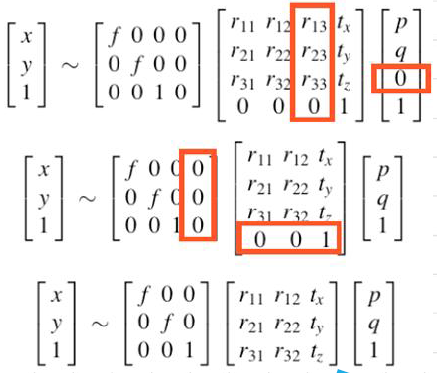 [x y 1] ~ [f 0 0 0; 0 f 0 0; 0 0 1 0] [r11 r12 r13 tx; r21 r22 r23 ty; r31 r32 r33 tz; 0 0 0 1] [p q 0 1]
[x y 1] ~ [f 0 0 0; 0 f 0 0; 0 0 1 0] [r11 r12 tx; r21 r22 ty; r31 r32 tz; 0 0 1] [p q 1]
[x y 1] ~ [f 0 0; 0 f 0; 0 0 1] [r11 r12 tx; r21 r22 ty; r31 r32 tz] [p q 1]